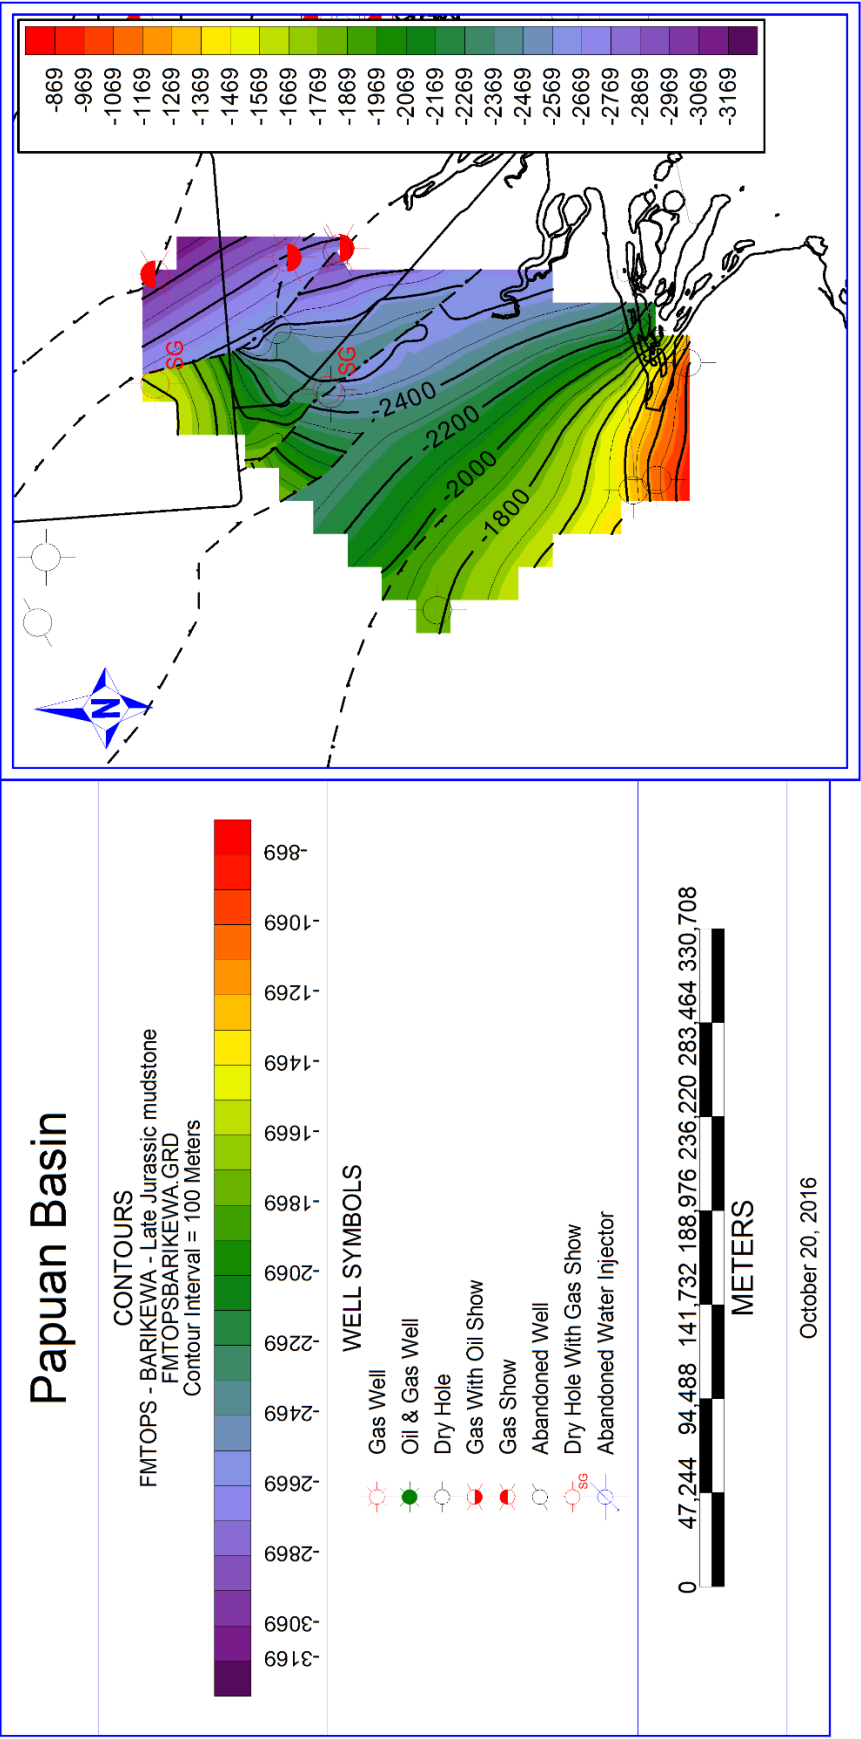 -869
-969
-1069
-1169
-1269
-1369
-1469
-1569
-1669
-1769
-1869
-1969
-2069
-2169
-2269
-2369
-2469
-2569
-2669
-2769
-2869
-2969
-3069
-3169
SG
SG
-2400
-2200
-2000
-1800
N
Papuan Basin
CONTOURS
FMTOPS - BARIKEWA - Late Jurassic mudstone
FMTOPSBARIKEWA.GRD
Contour Interval = 100 Meters
-869
-1069
-1269
-1469
-1669
-1869
-2069
-2269
-2469
-2669
-2869
-3069
-3169
WELL SYMBOLS
Gas Well
Oil & Gas Well
Dry Hole
Gas With Oil Show
Gas Show
Abandoned Well
SG Dry Hole With Gas Show
Abandoned Water Injector
0 47,244 94,488 141,732 188,976 236,220 283,464 330,708
METERS
October 20, 2016